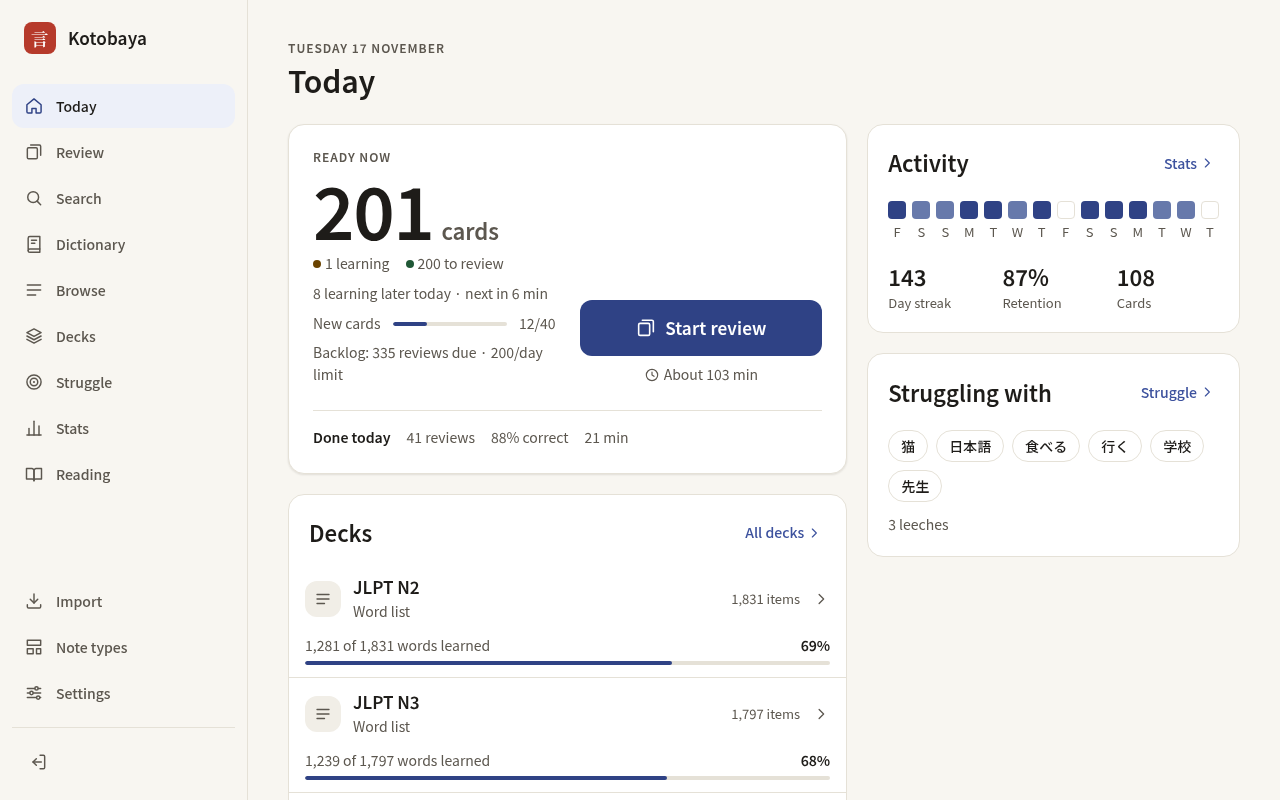 言 Kotobaya
Today
Review
Search
Dictionary
Browse
Decks
Struggle
Stats
Reading
Import
Note types
Settings
TUESDAY 17 NOVEMBER
Today
READY NOW
201 cards
1 learning 200 to review
8 learning later today · next in 6 min
New cards 12/40
Backlog: 335 reviews due · 200/day
limit
Start review
About 103 min
Done today 41 reviews 88% correct 21 min
Decks All decks
JLPT N2
Word list
1,831 items
1,281 of 1,831 words learned 69%
JLPT N3
Word list
1,797 items
1,239 of 1,797 words learned 68%
Activity Stats
F S S M T W T F S S M T W T
143 87% 108
Day streak Retention Cards
Struggling with Struggle
猫 日本語 食べる 行く 学校
先生
3 leeches